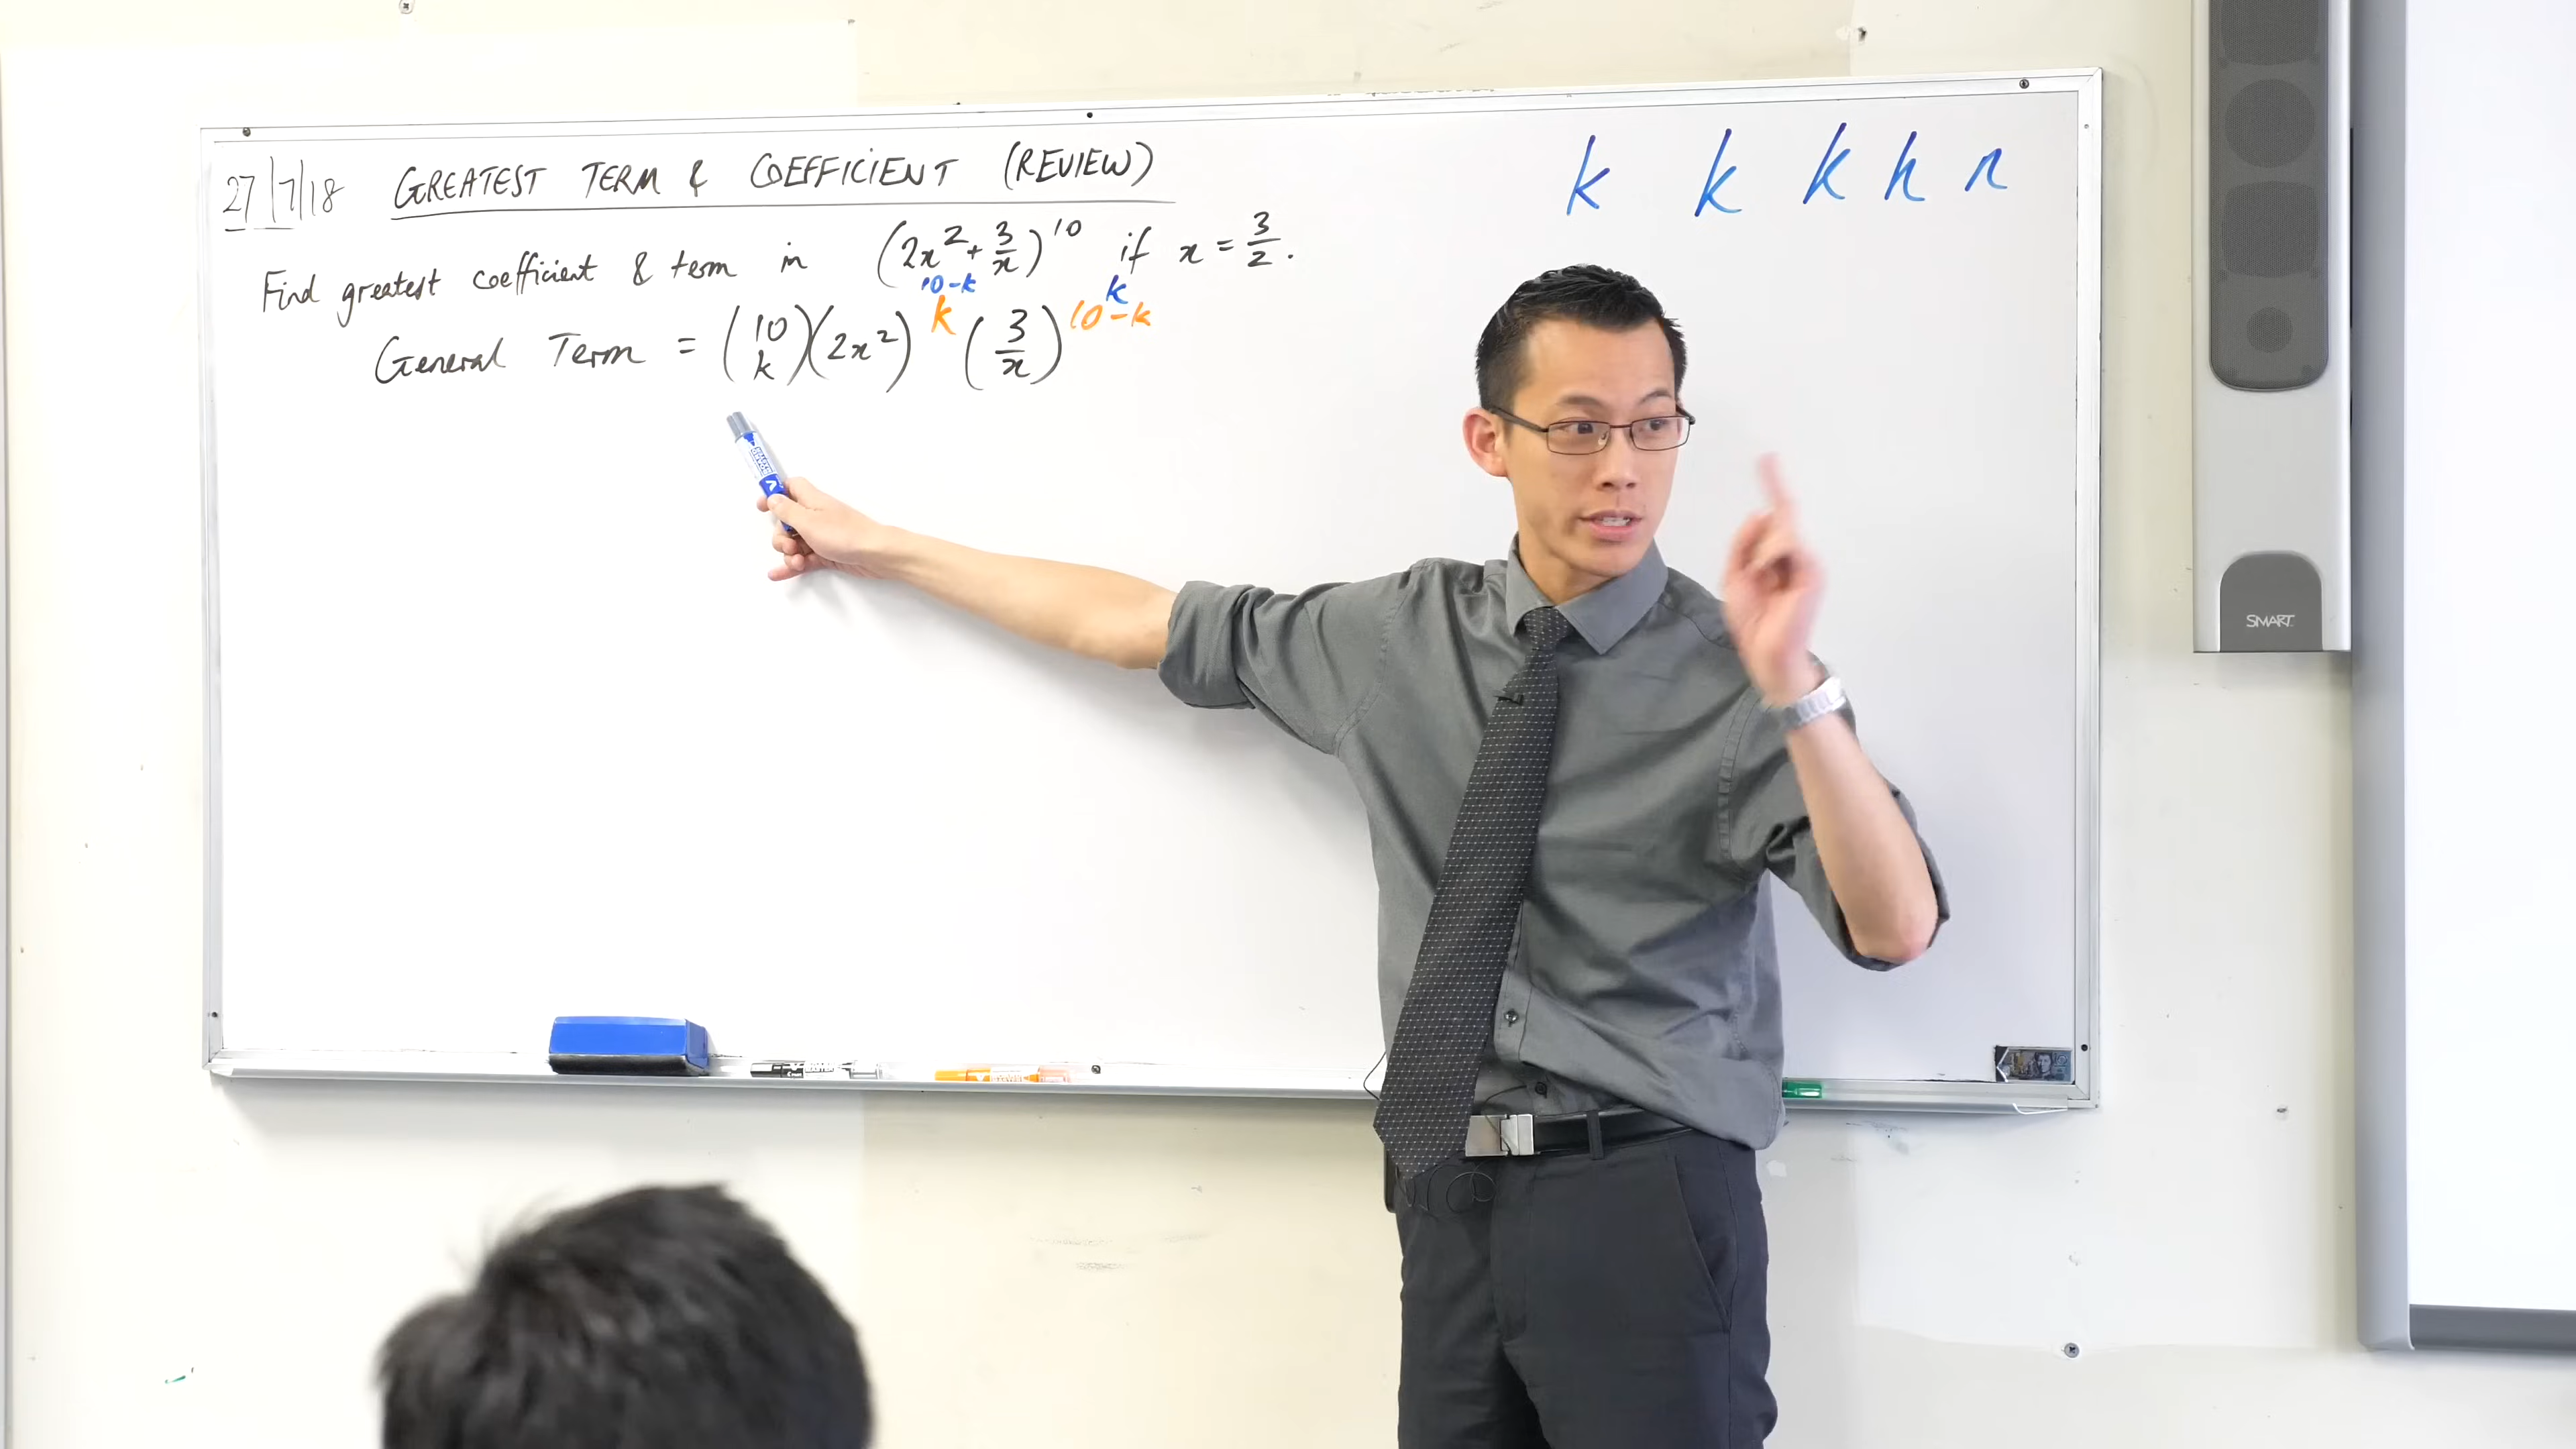 27/7/18 GREATEST TERM & COEFFICIENT (REVIEW)
k k k h n
Find greatest coefficient & term in (2x² + 3/x)¹⁰ if x = 3/2.
10-k k
General Term = (10 k)(2x²)ᵏ (3/x)¹⁰⁻ᵏ
SMART